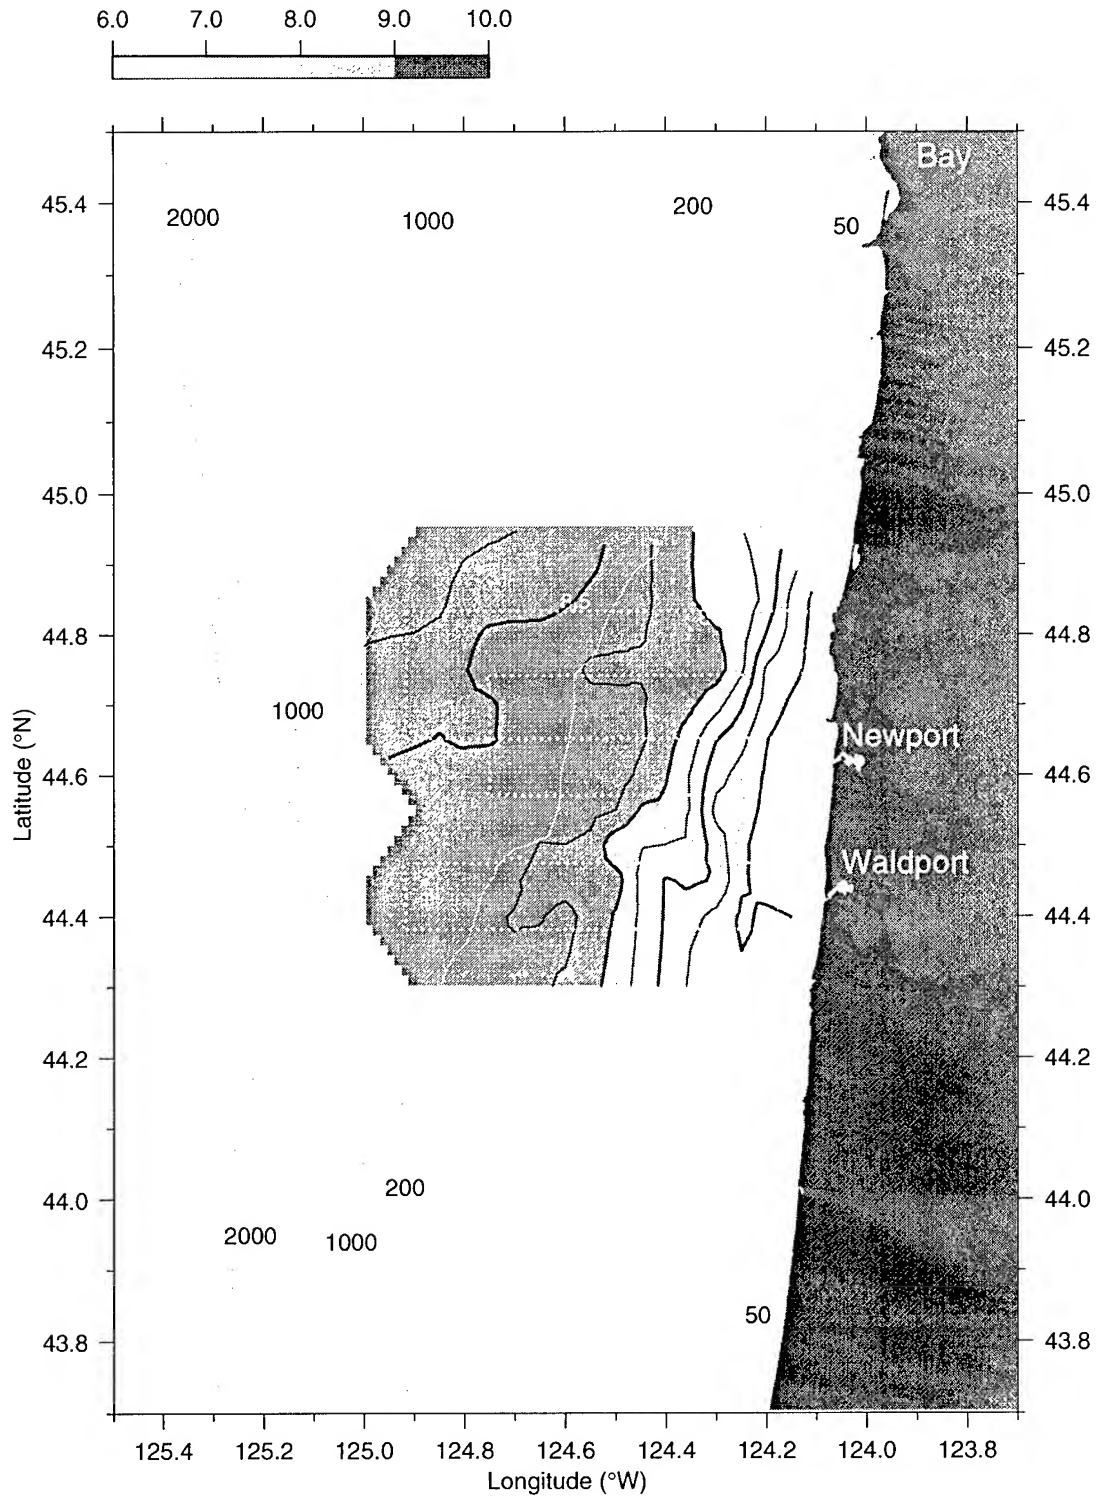 6.0 7.0 8.0 9.0 10.0
Bay
45.4 2000 1000 200 50 45.4
45.2 45.2
45.0 45.0
8.5
44.8 44.8
1000 Newport
Latitude (°N)
44.6 44.6
Waldport
44.4 44.4
44.2 44.2
44.0 200 44.0
2000 1000
50
43.8 43.8
125.4 125.2 125.0 124.8 124.6 124.4 124.2 124.0 123.8
Longitude (°W)